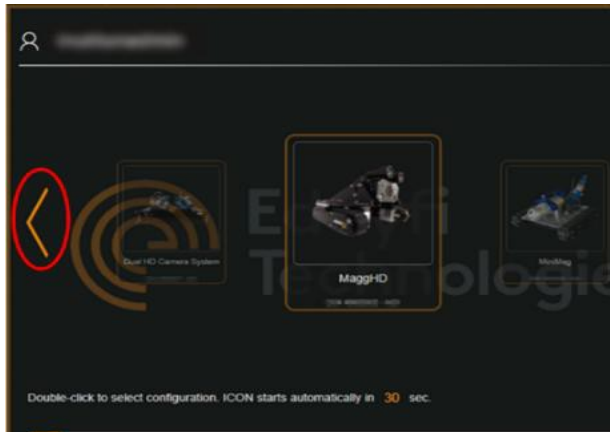 Eddyfi
Technologie
Dual HD Camera System
MaggHD
MiniMag
Double-click to select configuration. ICON starts automatically in 30 sec.